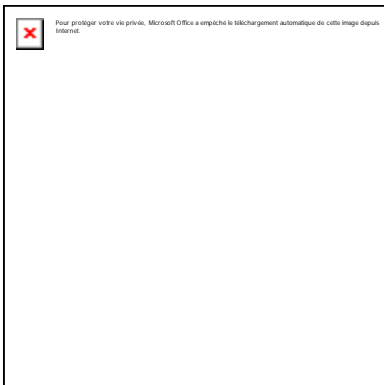 Pour protéger votre vie privée, Microsoft Office a empêché le téléchargement automatique de cette image depuis
Internet.